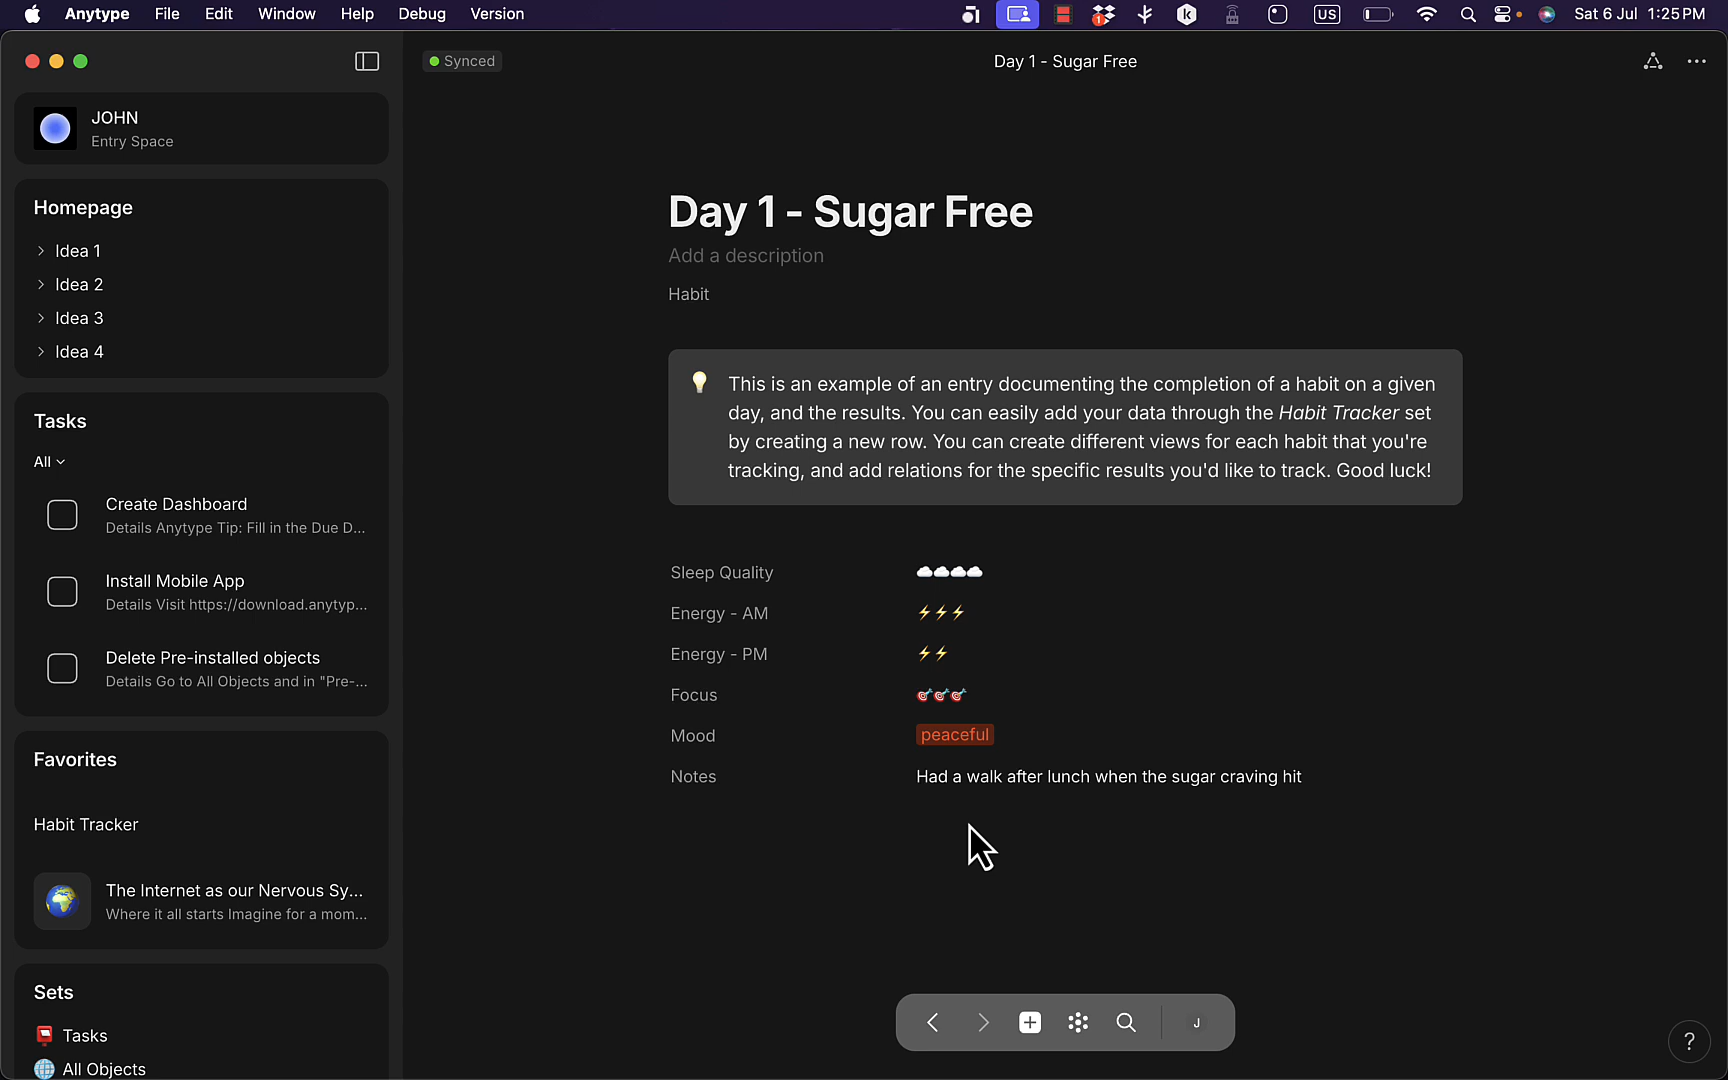 Anytype File Edit Window Help Debug Version US Sat 6 Jul 1:25 PM
Synced
Day 1 - Sugar Free
JOHN
Entry Space
Homepage
Idea 1
Idea 2
Idea 3
Idea 4
Tasks
All
Create Dashboard
Details Anytype Tip: Fill in the Due D...
Install Mobile App
Details Visit https://download.anytyp...
Delete Pre-installed objects
Details Go to All Objects and in "Pre-...
Favorites
Habit Tracker
The Internet as our Nervous Sy...
Where it all starts Imagine for a mom...
Sets
Tasks
All Objects
Day 1 - Sugar Free
Add a description
Habit
This is an example of an entry documenting the completion of a habit on a given
day, and the results. You can easily add your data through the Habit Tracker set
by creating a new row. You can create different views for each habit that you're
tracking, and add relations for the specific results you'd like to track. Good luck!
Sleep Quality
Energy - AM
Energy - PM
Focus
Mood peaceful
Notes Had a walk after lunch when the sugar craving hit
J
?